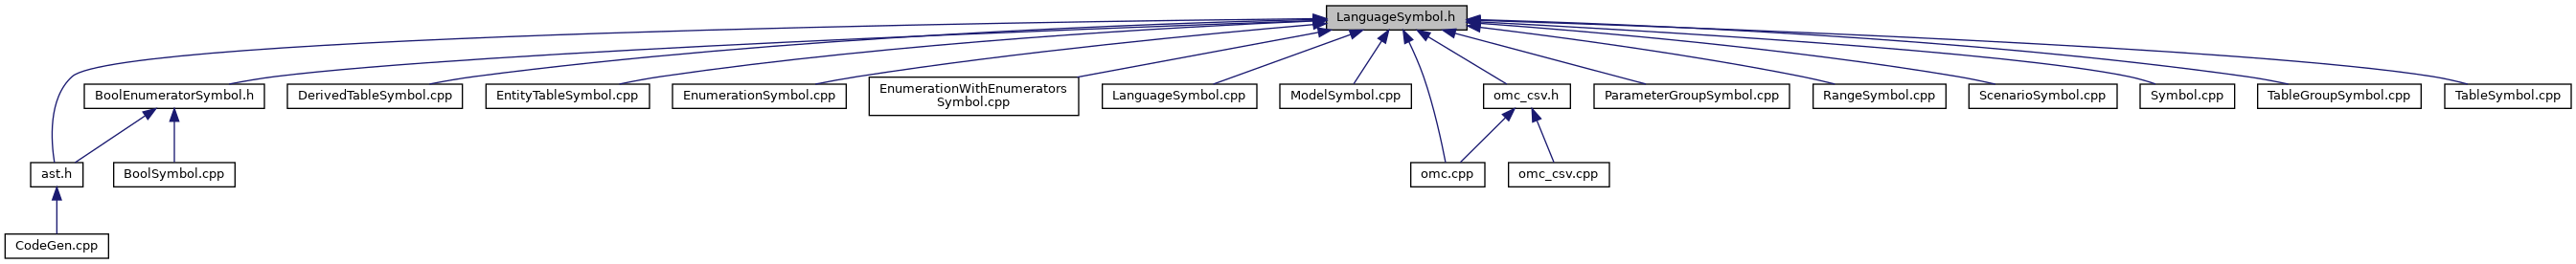 LanguageSymbol.h
BoolEnumeratorSymbol.h
DerivedTableSymbol.cpp
EntityTableSymbol.cpp
EnumerationSymbol.cpp
EnumerationWithEnumerators
Symbol.cpp
LanguageSymbol.cpp
ModelSymbol.cpp
omc_csv.h
ParameterGroupSymbol.cpp
RangeSymbol.cpp
ScenarioSymbol.cpp
Symbol.cpp
TableGroupSymbol.cpp
TableSymbol.cpp
ast.h
BoolSymbol.cpp
omc.cpp
omc_csv.cpp
CodeGen.cpp